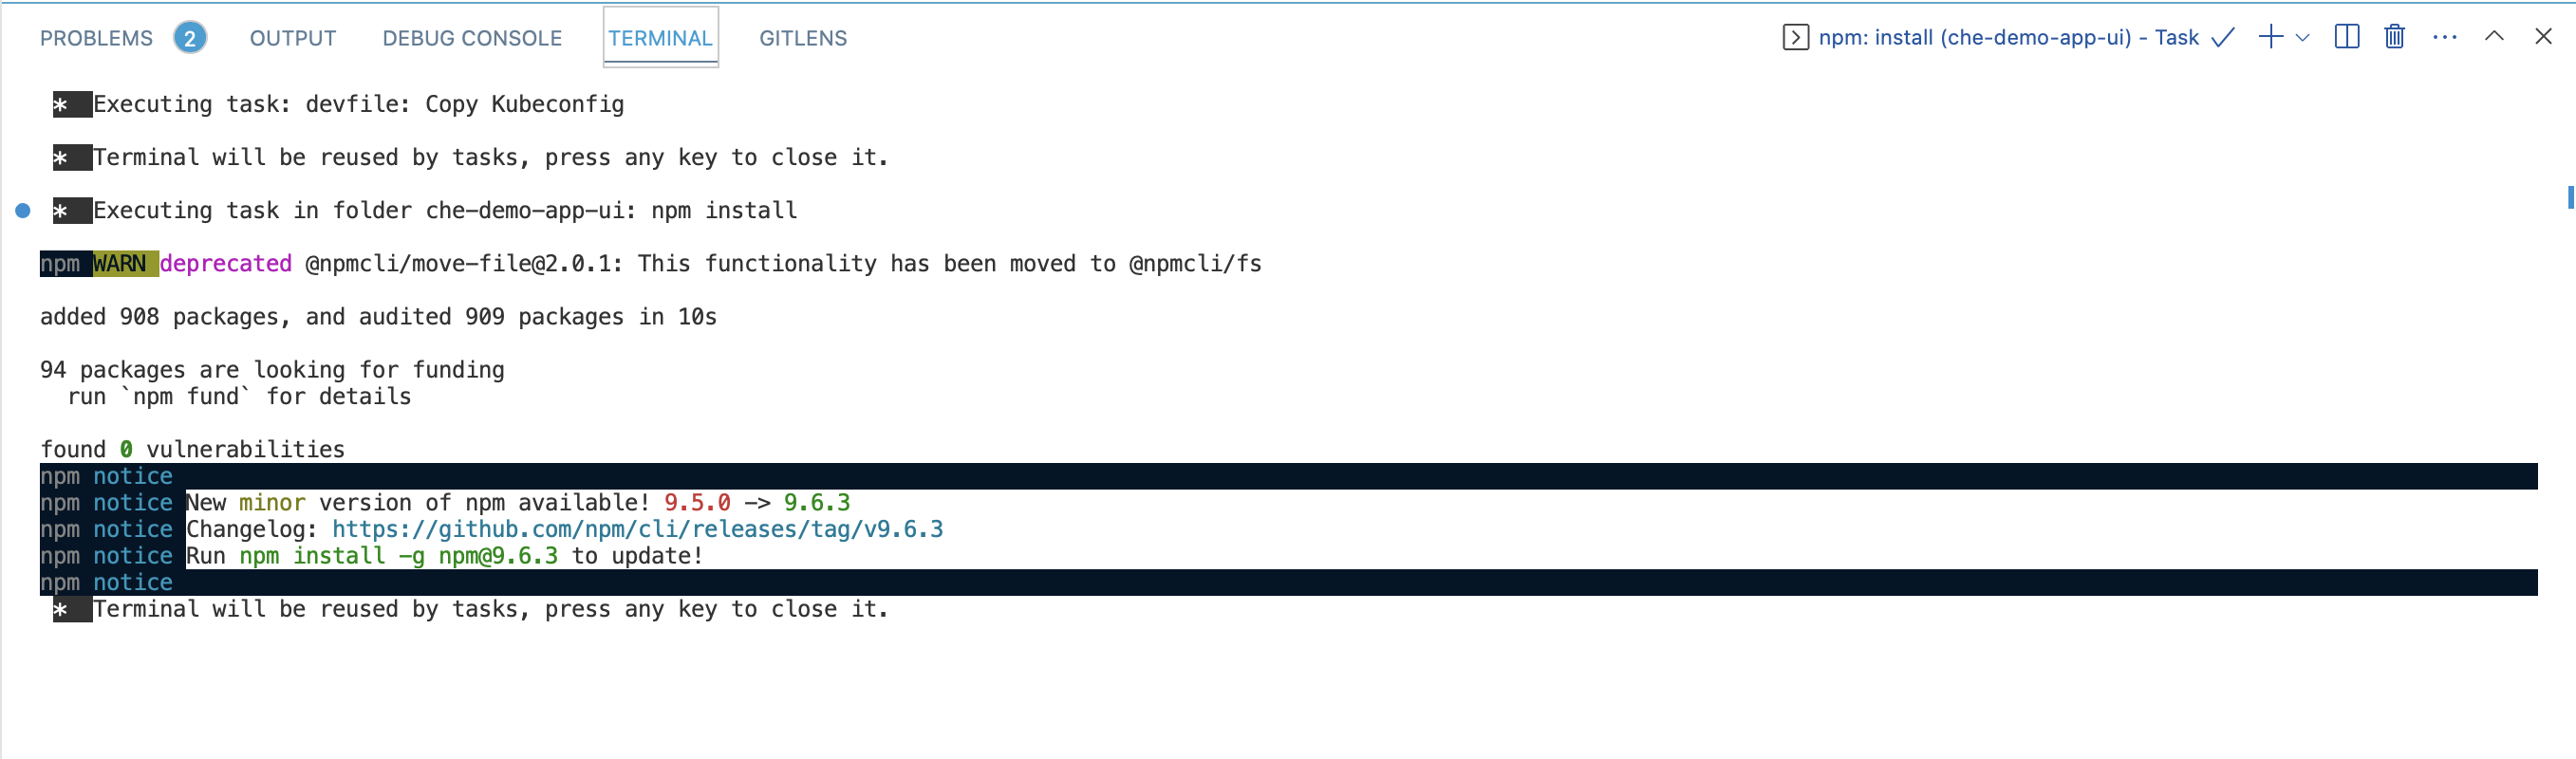 PROBLEMS 2 OUTPUT DEBUG CONSOLE TERMINAL GITLENS npm: install (che-demo-app-ui) - Task
* Executing task: devfile: Copy Kubeconfig
* Terminal will be reused by tasks, press any key to close it.
* Executing task in folder che-demo-app-ui: npm install
npm WARN deprecated @npmcli/move-file@2.0.1: This functionality has been moved to @npmcli/fs
added 908 packages, and audited 909 packages in 10s
94 packages are looking for funding
run `npm fund` for details
found 0 vulnerabilities
npm notice
npm notice New minor version of npm available! 9.5.0 -> 9.6.3
npm notice Changelog: https://github.com/npm/cli/releases/tag/v9.6.3
npm notice Run npm install -g npm@9.6.3 to update!
npm notice
* Terminal will be reused by tasks, press any key to close it.